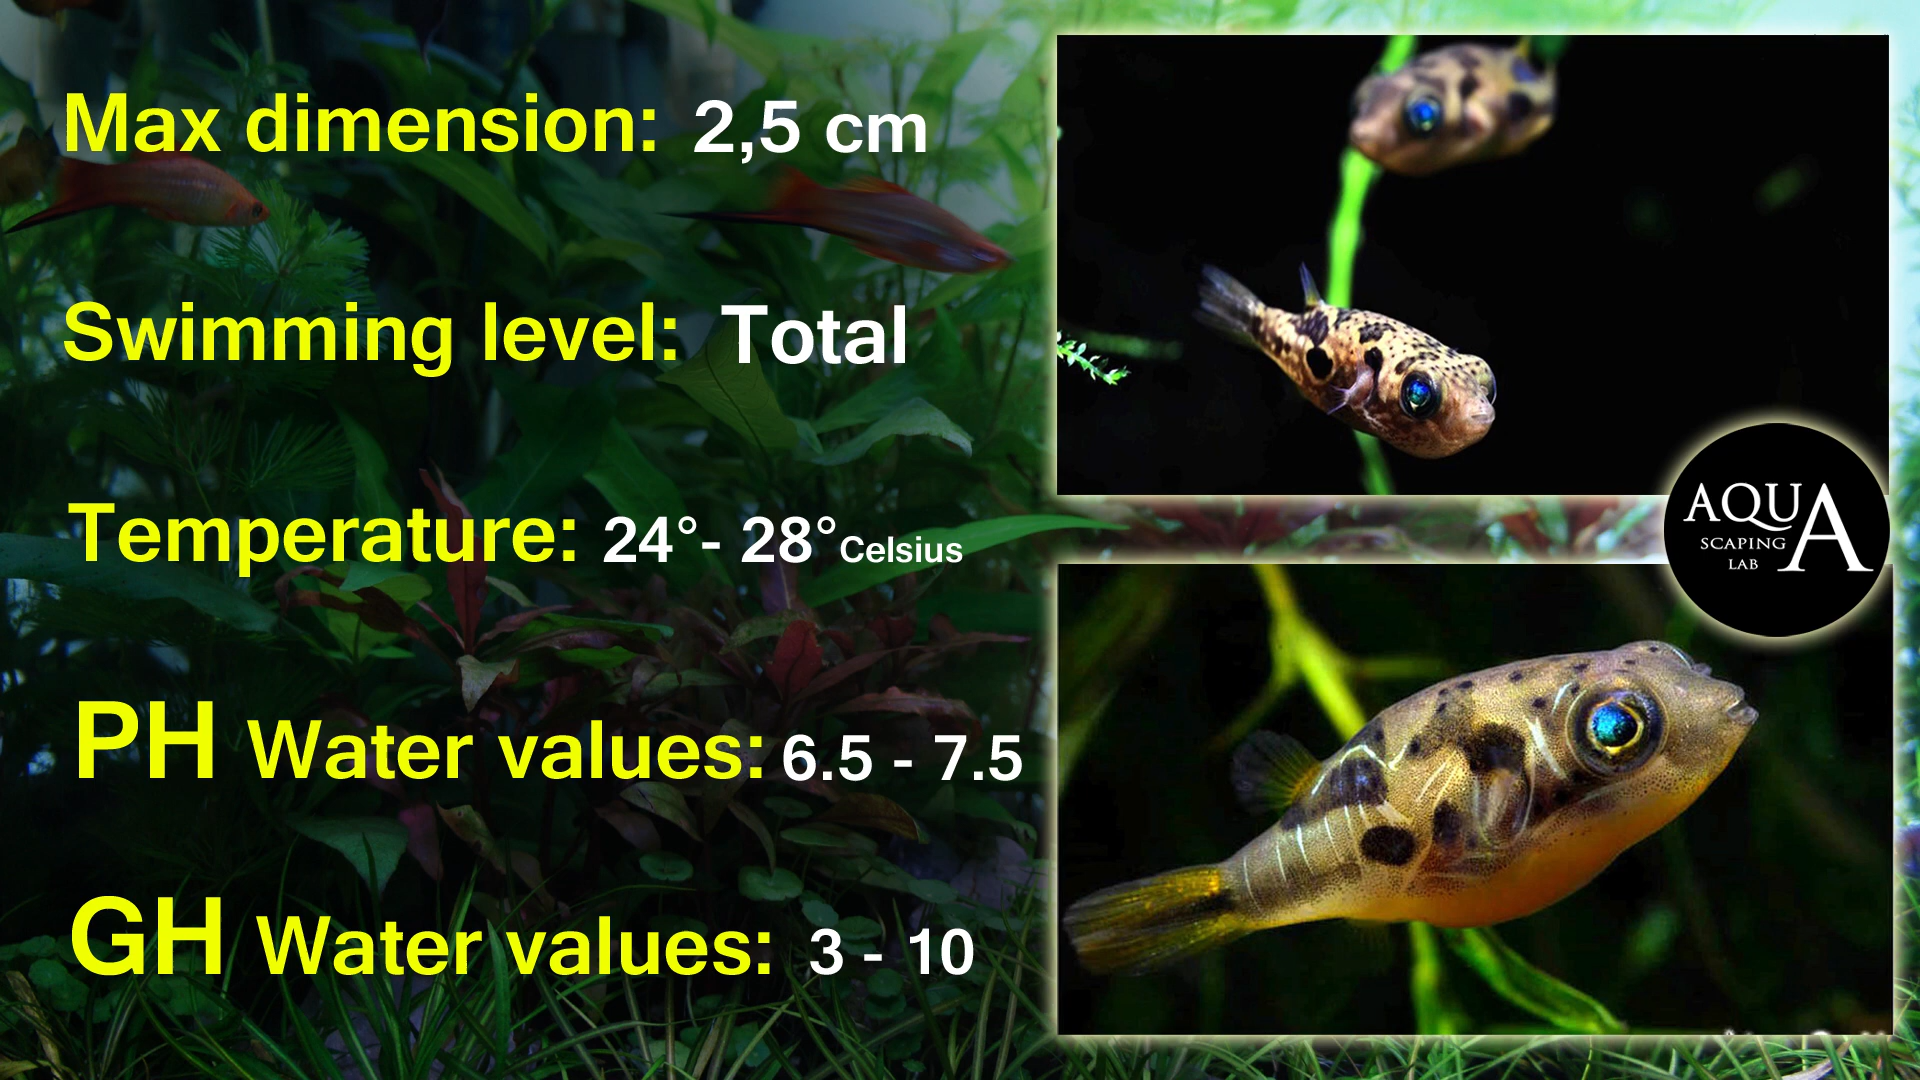 Max dimension: 2,5 cm
Swimming level: Total
Temperature: 24°- 28°Celsius
PH Water values: 6.5 - 7.5
GH Water values: 3 - 10
AQUA
SCAPING
LAB